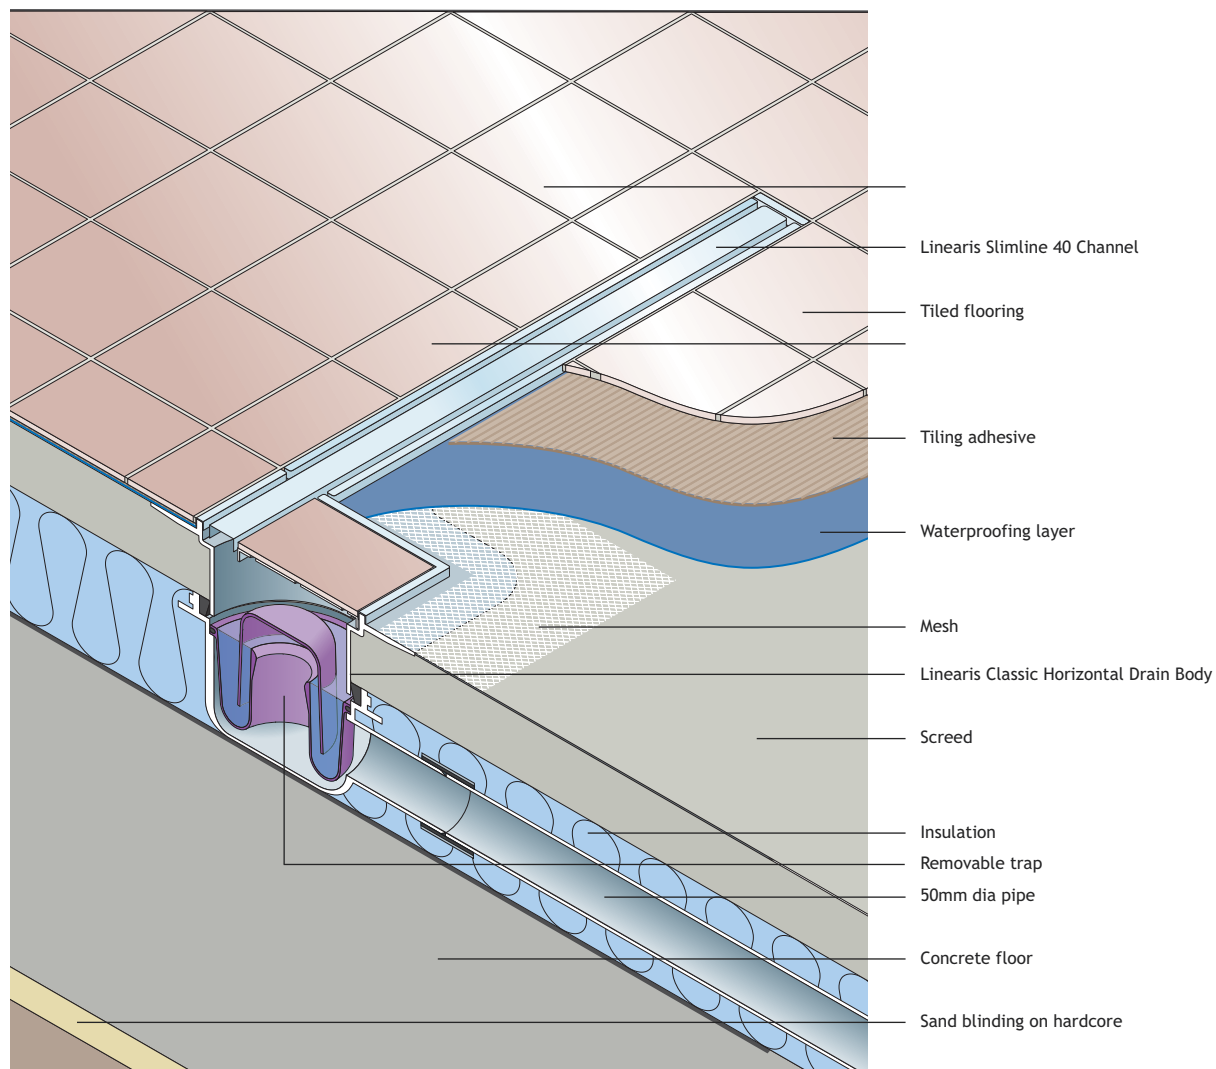 Linearis Slimline 40 Channel
Tiled flooring
Tiling adhesive
Waterproofing layer
Mesh
Linearis Classic Horizontal Drain Body
Screed
Insulation
Removable trap
50mm dia pipe
Concrete floor
Sand blinding on hardcore